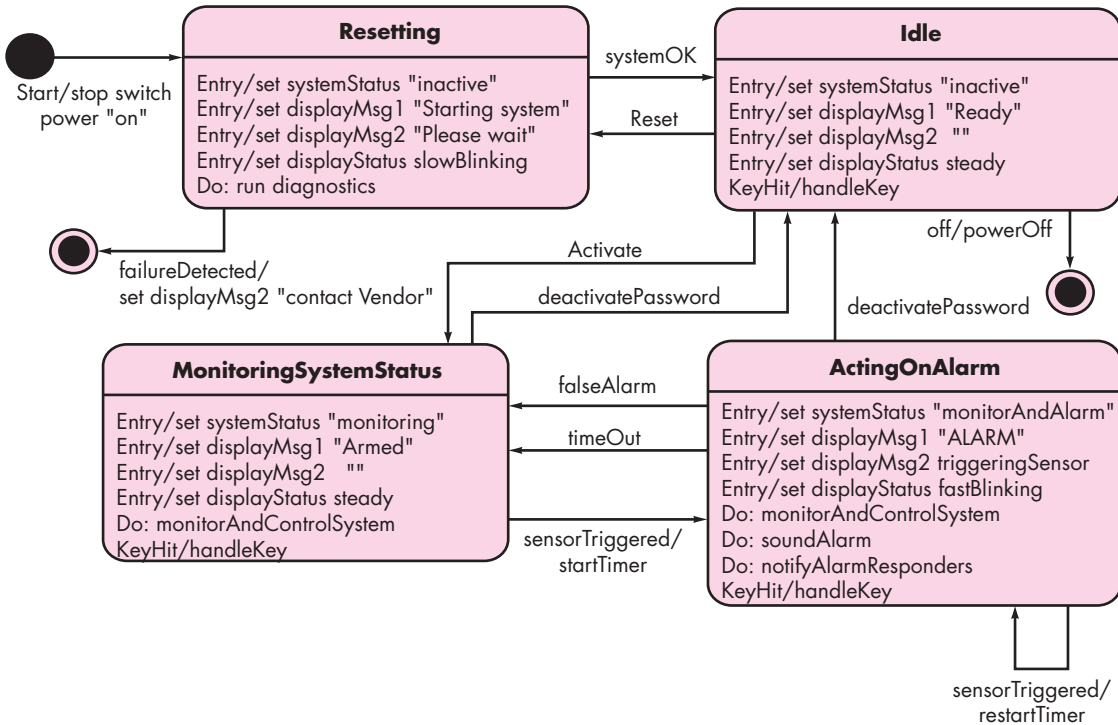 Resetting
Entry/set systemStatus "inactive"
Entry/set displayMsg1 "Starting system"
Entry/set displayMsg2 "Please wait"
Entry/set displayStatus slowBlinking
Do: run diagnostics
Start/stop switch
power "on"
systemOK
Reset
Idle
Entry/set systemStatus "inactive"
Entry/set displayMsg1 "Ready"
Entry/set displayMsg2 ""
Entry/set displayStatus steady
KeyHit/handleKey
failureDetected/
set displayMsg2 "contact Vendor"
Activate
deactivatePassword
off/powerOff
deactivatePassword
MonitoringSystemStatus
Entry/set systemStatus "monitoring"
Entry/set displayMsg1 "Armed"
Entry/set displayMsg2 ""
Entry/set displayStatus steady
Do: monitorAndControlSystem
KeyHit/handleKey
falseAlarm
timeOut
sensorTriggered/
startTimer
ActingOnAlarm
Entry/set systemStatus "monitorAndAlarm"
Entry/set displayMsg1 "ALARM"
Entry/set displayMsg2 triggeringSensor
Entry/set displayStatus fastBlinking
Do: monitorAndControlSystem
Do: soundAlarm
Do: notifyAlarmResponders
KeyHit/handleKey
sensorTriggered/
restartTimer